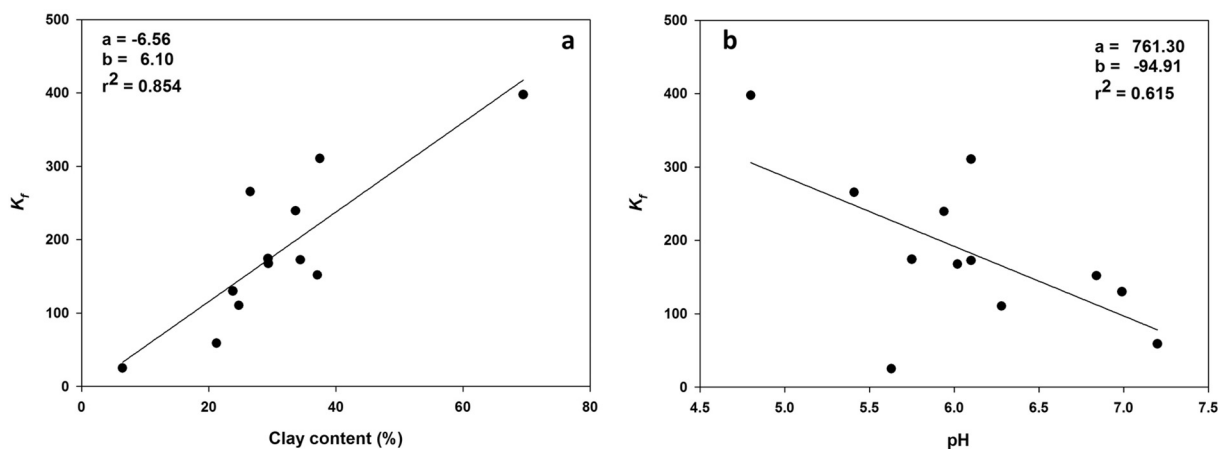 500
400
300
200
100
0
K_f
a = -6.56
b = 6.10
r² = 0.854
a
0 20 40 60 80
Clay content (%)
500
400
300
200
100
0
K_f
b
a = 761.30
b = -94.91
r² = 0.615
4.5 5.0 5.5 6.0 6.5 7.0 7.5
pH